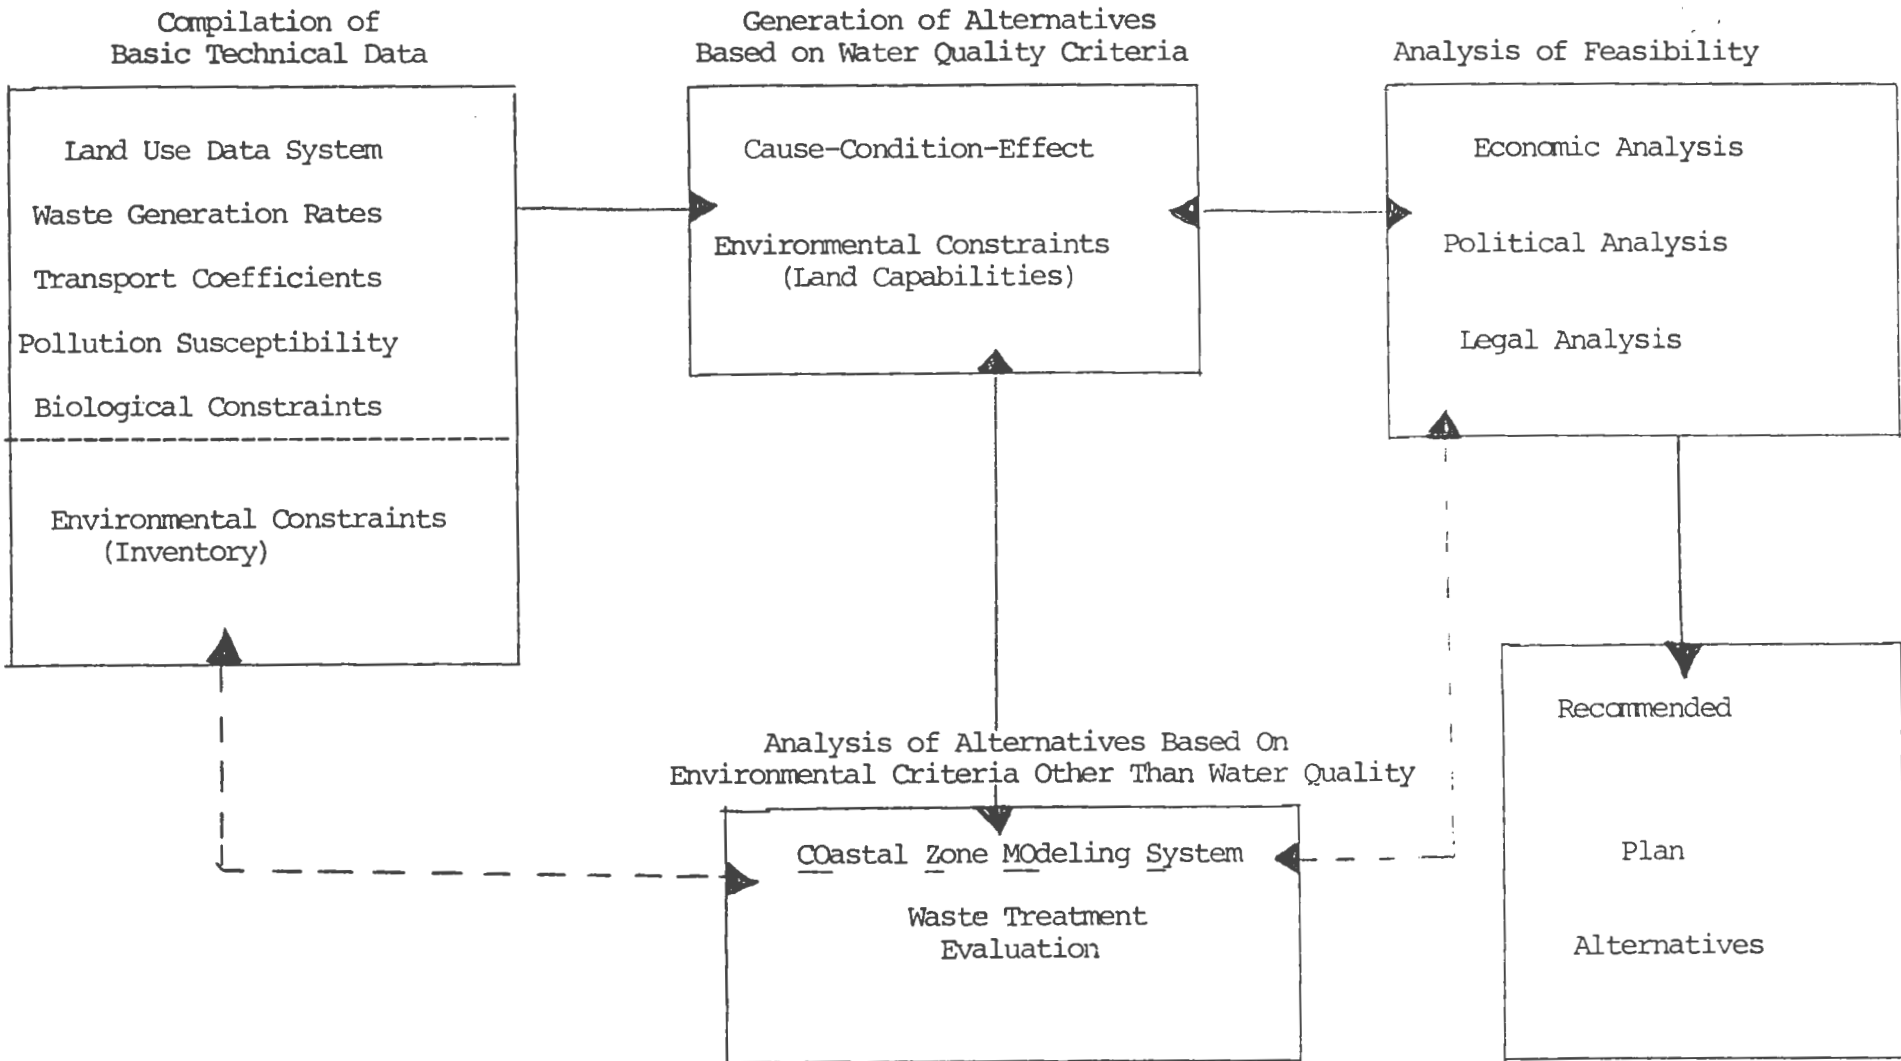 Compilation of
Basic Technical Data
Land Use Data System
Waste Generation Rates
Transport Coefficients
Pollution Susceptibility
Biological Constraints
Environmental Constraints
(Inventory)
Generation of Alternatives
Based on Water Quality Criteria
Cause-Condition-Effect
Environmental Constraints
(Land Capabilities)
Analysis of Feasibility
Economic Analysis
Political Analysis
Legal Analysis
Analysis of Alternatives Based On
Environmental Criteria Other Than Water Quality
COastal Zone MOdeling System
Waste Treatment
Evaluation
Recommended
Plan
Alternatives